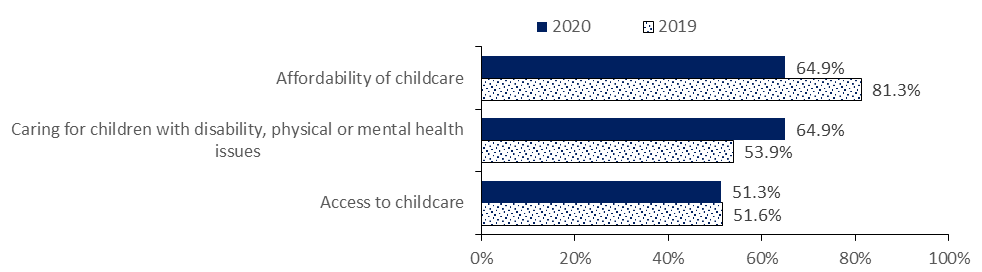 2020 2019
Affordability of childcare 64.9%
81.3%
Caring for children with disability, physical or mental health
issues 64.9%
53.9%
Access to childcare 51.3%
51.6%
0% 20% 40% 60% 80% 100%